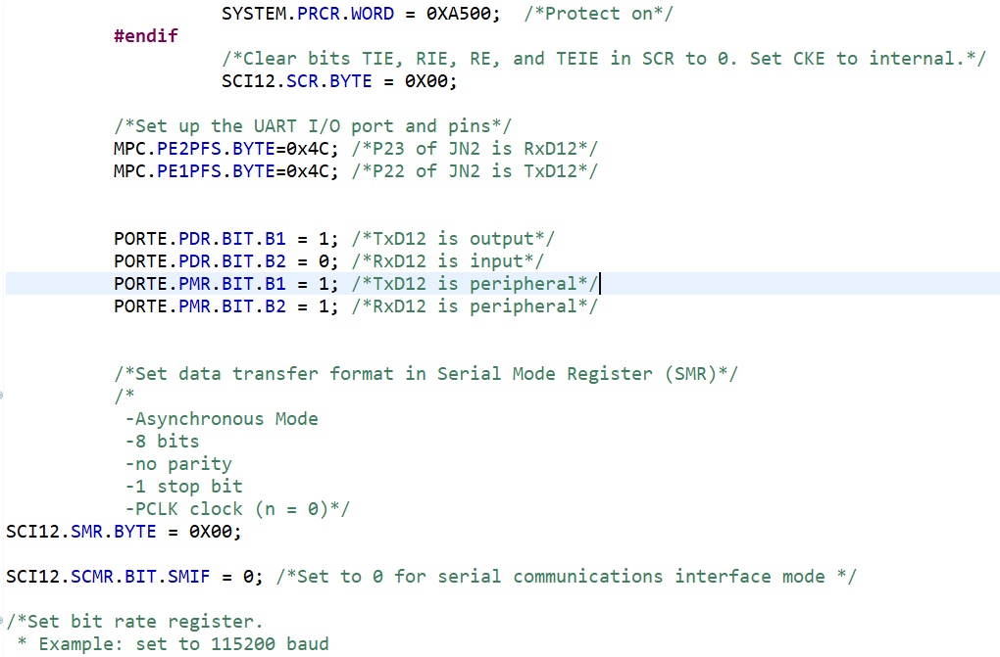 SYSTEM.PRCR.WORD = 0XA500;  /*Protect on*/
#endif
/*Clear bits TIE, RIE, RE, and TEIE in SCR to 0. Set CKE to internal.*/
SCI12.SCR.BYTE = 0X00;
/*Set up the UART I/O port and pins*/
MPC.PE2PFS.BYTE=0x4C; /*P23 of JN2 is RxD12*/
MPC.PE1PFS.BYTE=0x4C; /*P22 of JN2 is TxD12*/
PORTE.PDR.BIT.B1 = 1; /*TxD12 is output*/
PORTE.PDR.BIT.B2 = 0; /*RxD12 is input*/
PORTE.PMR.BIT.B1 = 1; /*TxD12 is peripheral*/
PORTE.PMR.BIT.B2 = 1; /*RxD12 is peripheral*/
/*Set data transfer format in Serial Mode Register (SMR)*/
/*
-Asynchronous Mode
-8 bits
-no parity
-1 stop bit
-PCLK clock (n = 0)*/
SCI12.SMR.BYTE = 0X00;
SCI12.SCMR.BIT.SMIF = 0; /*Set to 0 for serial communications interface mode */
/*Set bit rate register.
* Example: set to 115200 baud